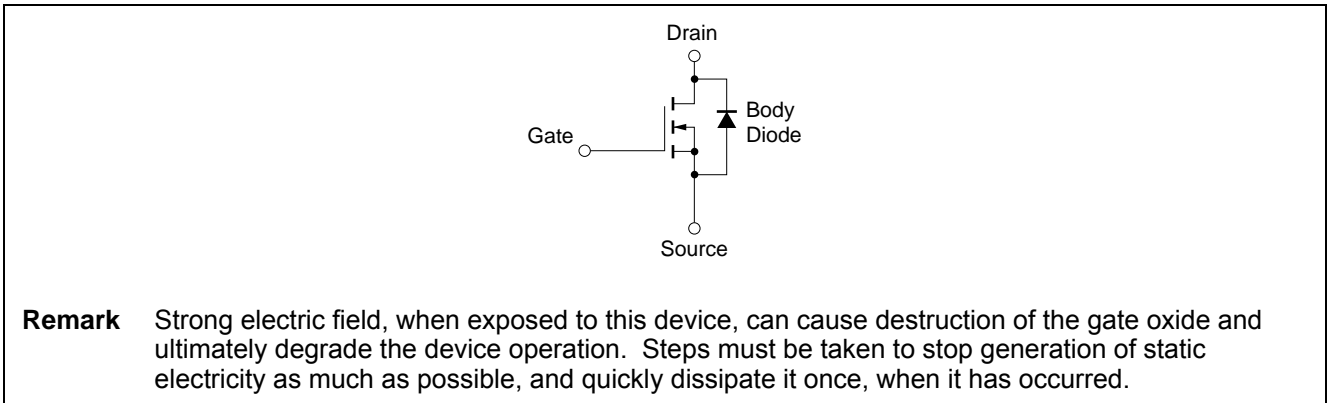 Drain
Body
Diode
Gate
Source
Remark Strong electric field, when exposed to this device, can cause destruction of the gate oxide and
ultimately degrade the device operation. Steps must be taken to stop generation of static
electricity as much as possible, and quickly dissipate it once, when it has occurred.